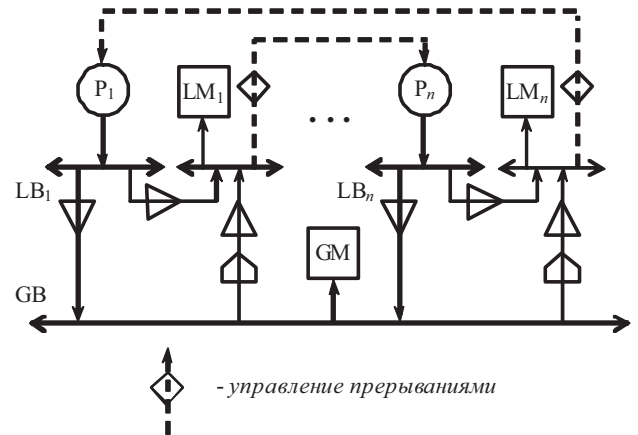 P₁ LM₁ Pₙ LMₙ
. . .
LB₁ LBₙ
GM
GB
- управление прерываниями